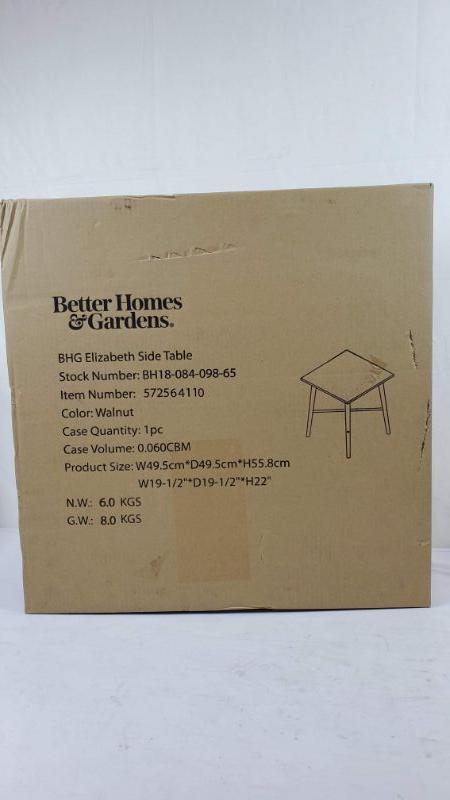 Better Homes
&Gardens®
BHG Elizabeth Side Table
Stock Number: BH18-084-098-65
Item Number: 572564110
Color: Walnut
Case Quantity: 1pc
Case Volume: 0.060CBM
Product Size: W49.5cm*D49.5cm*H55.8cm
W19-1/2"*D19-1/2"*H22"
N.W.: 6.0 KGS
G.W.: 8.0 KGS